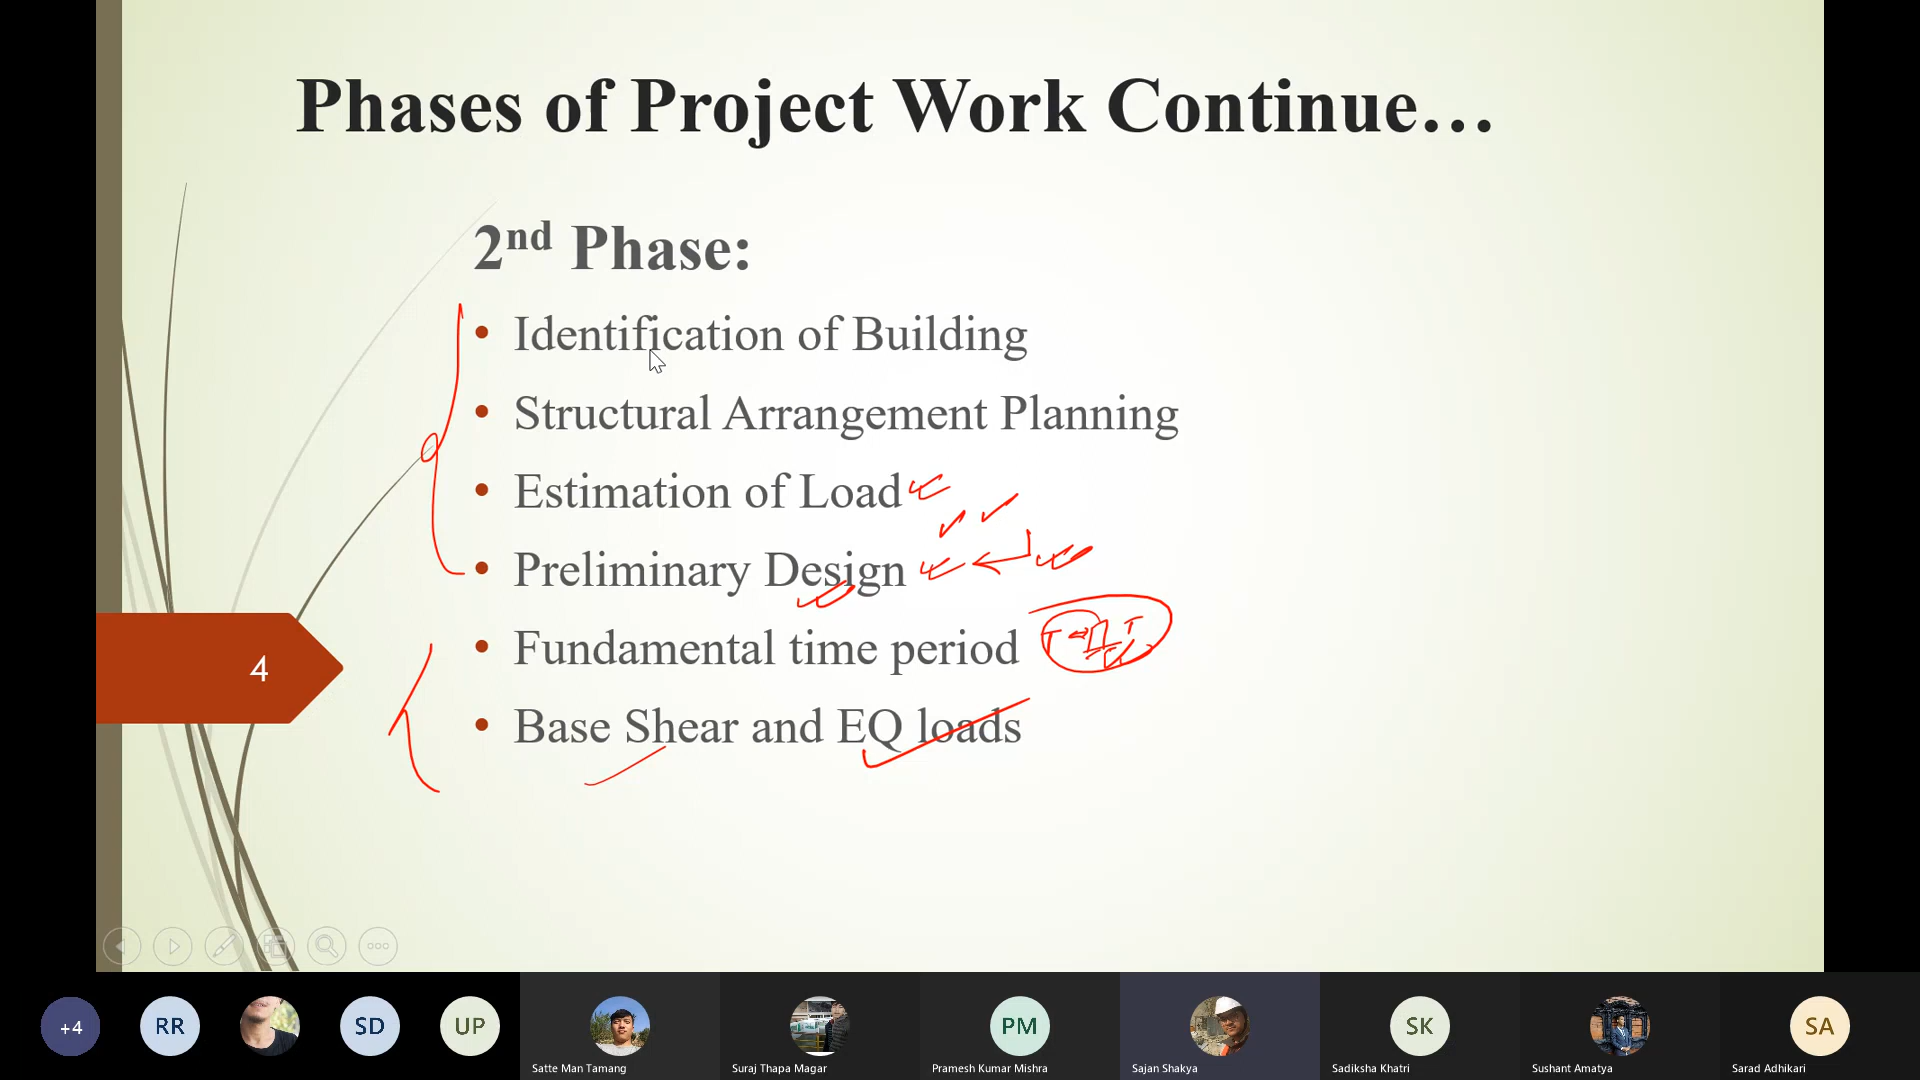 Phases of Project Work Continue…
2nd Phase:
• Identification of Building
• Structural Arrangement Planning
• Estimation of Load
• Preliminary Design
• Fundamental time period
• Base Shear and EQ loads
4
+4
RR
SD
UP
PM
SK
SA
Satte Man Tamang
Suraj Thapa Magar
Pramesh Kumar Mishra
Sajan Shakya
Sadiksha Khatri
Sushant Amatya
Sarad Adhikari